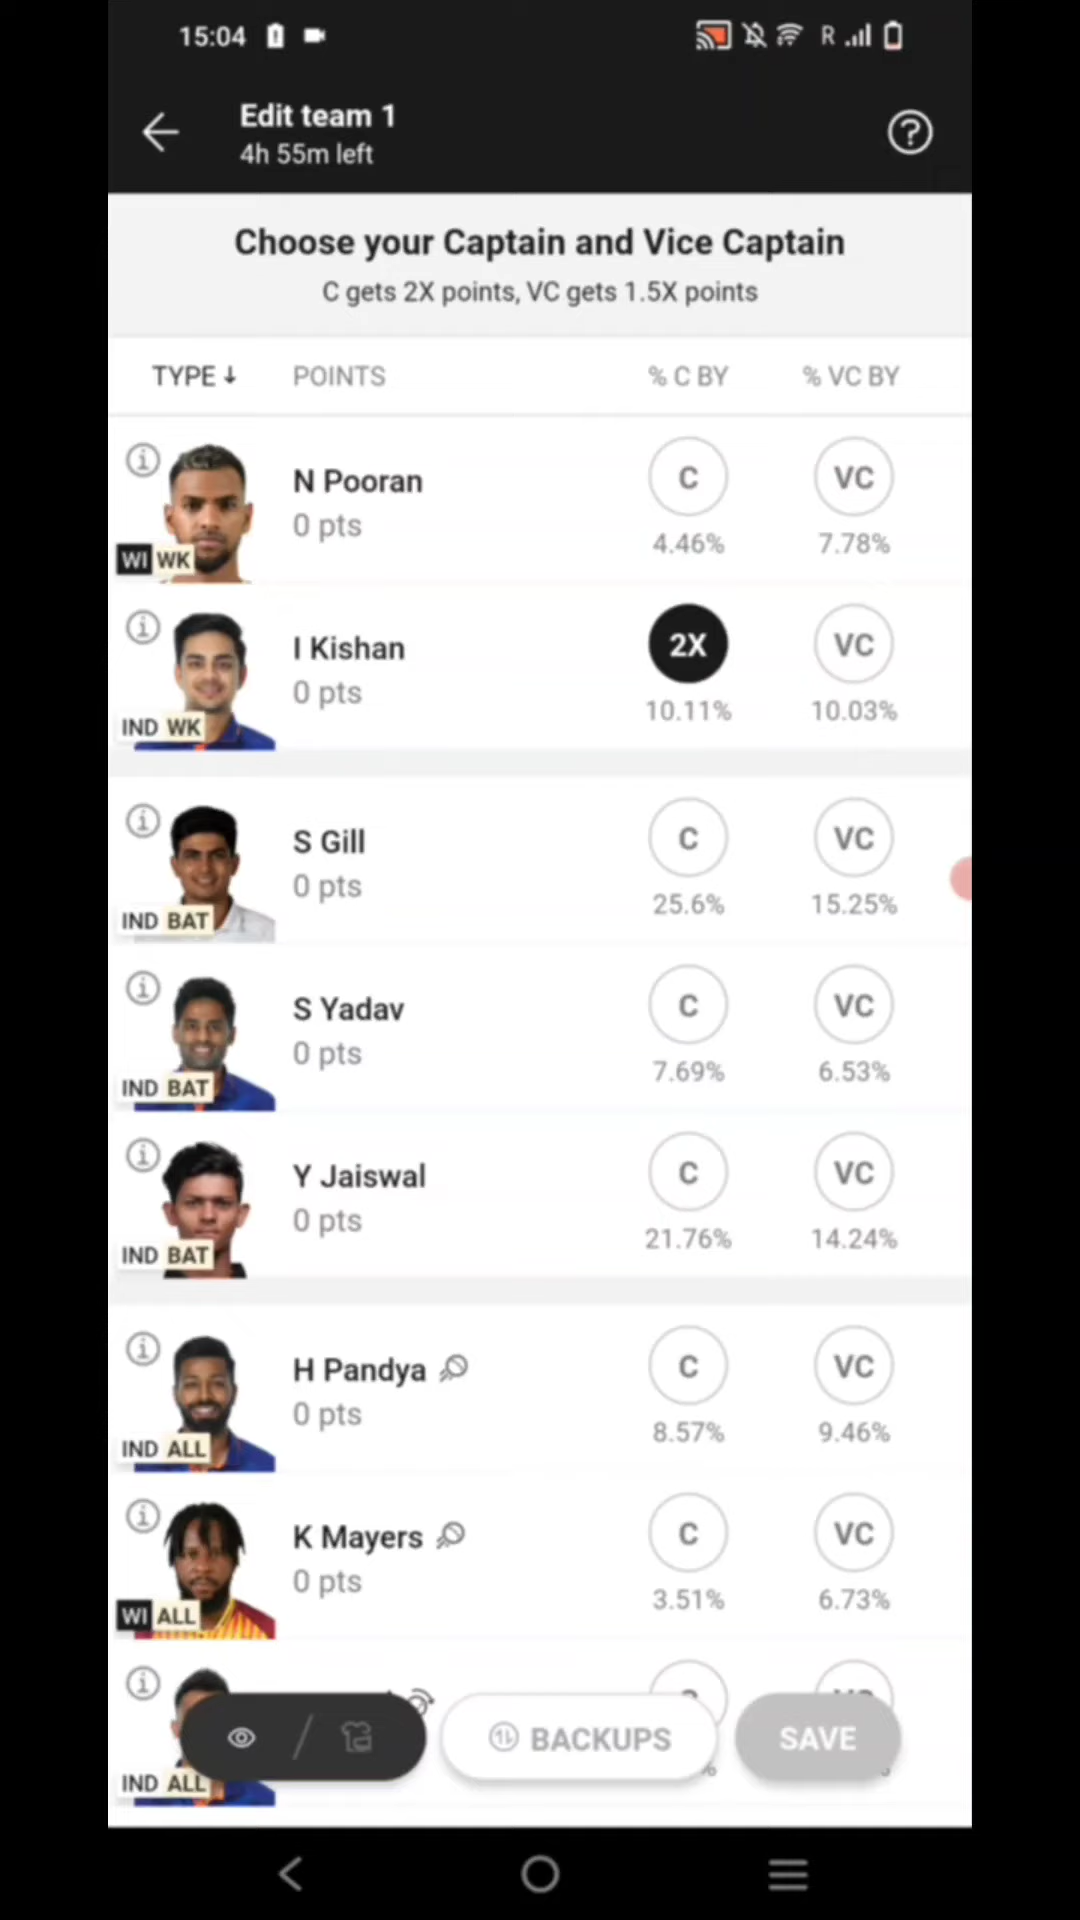 15:04
R
Edit team 1
4h 55m left
Choose your Captain and Vice Captain
C gets 2X points, VC gets 1.5X points
TYPE↓ POINTS % C BY % VC BY
N Pooran C VC
0 pts
WI WK 4.46% 7.78%
I Kishan 2X VC
0 pts
IND WK 10.11% 10.03%
S Gill C VC
0 pts
IND BAT 25.6% 15.25%
S Yadav C VC
0 pts
IND BAT 7.69% 6.53%
Y Jaiswal C VC
0 pts
IND BAT 21.76% 14.24%
H Pandya C VC
0 pts
IND ALL 8.57% 9.46%
K Mayers C VC
0 pts
WI ALL 3.51% 6.73%
BACKUPS SAVE
IND ALL